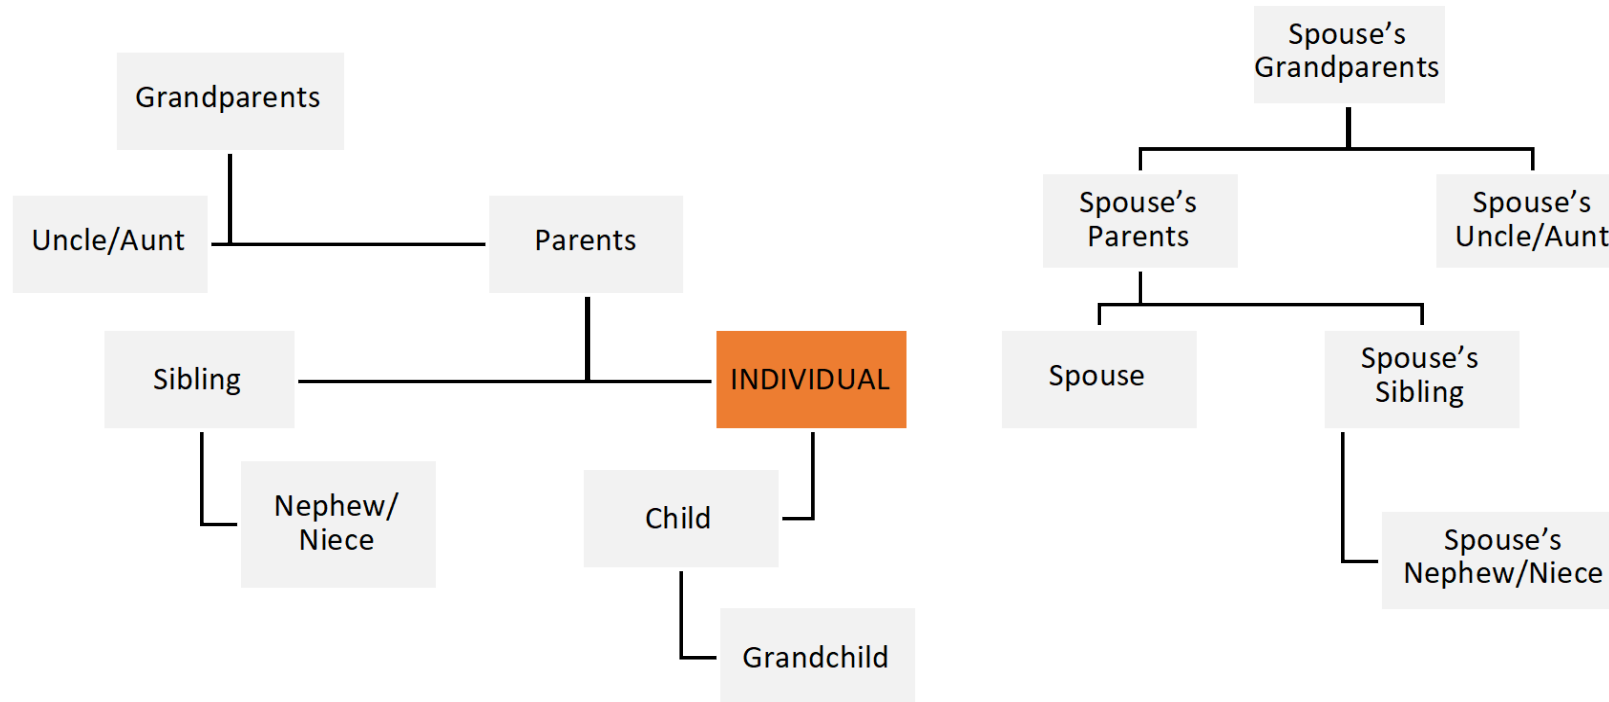 Grandparents
Uncle/Aunt
Parents
Sibling
INDIVIDUAL
Nephew/
Niece
Child
Grandchild
Spouse’s
Grandparents
Spouse’s
Parents
Spouse’s
Uncle/Aunt
Spouse
Spouse’s
Sibling
Spouse’s
Nephew/Niece